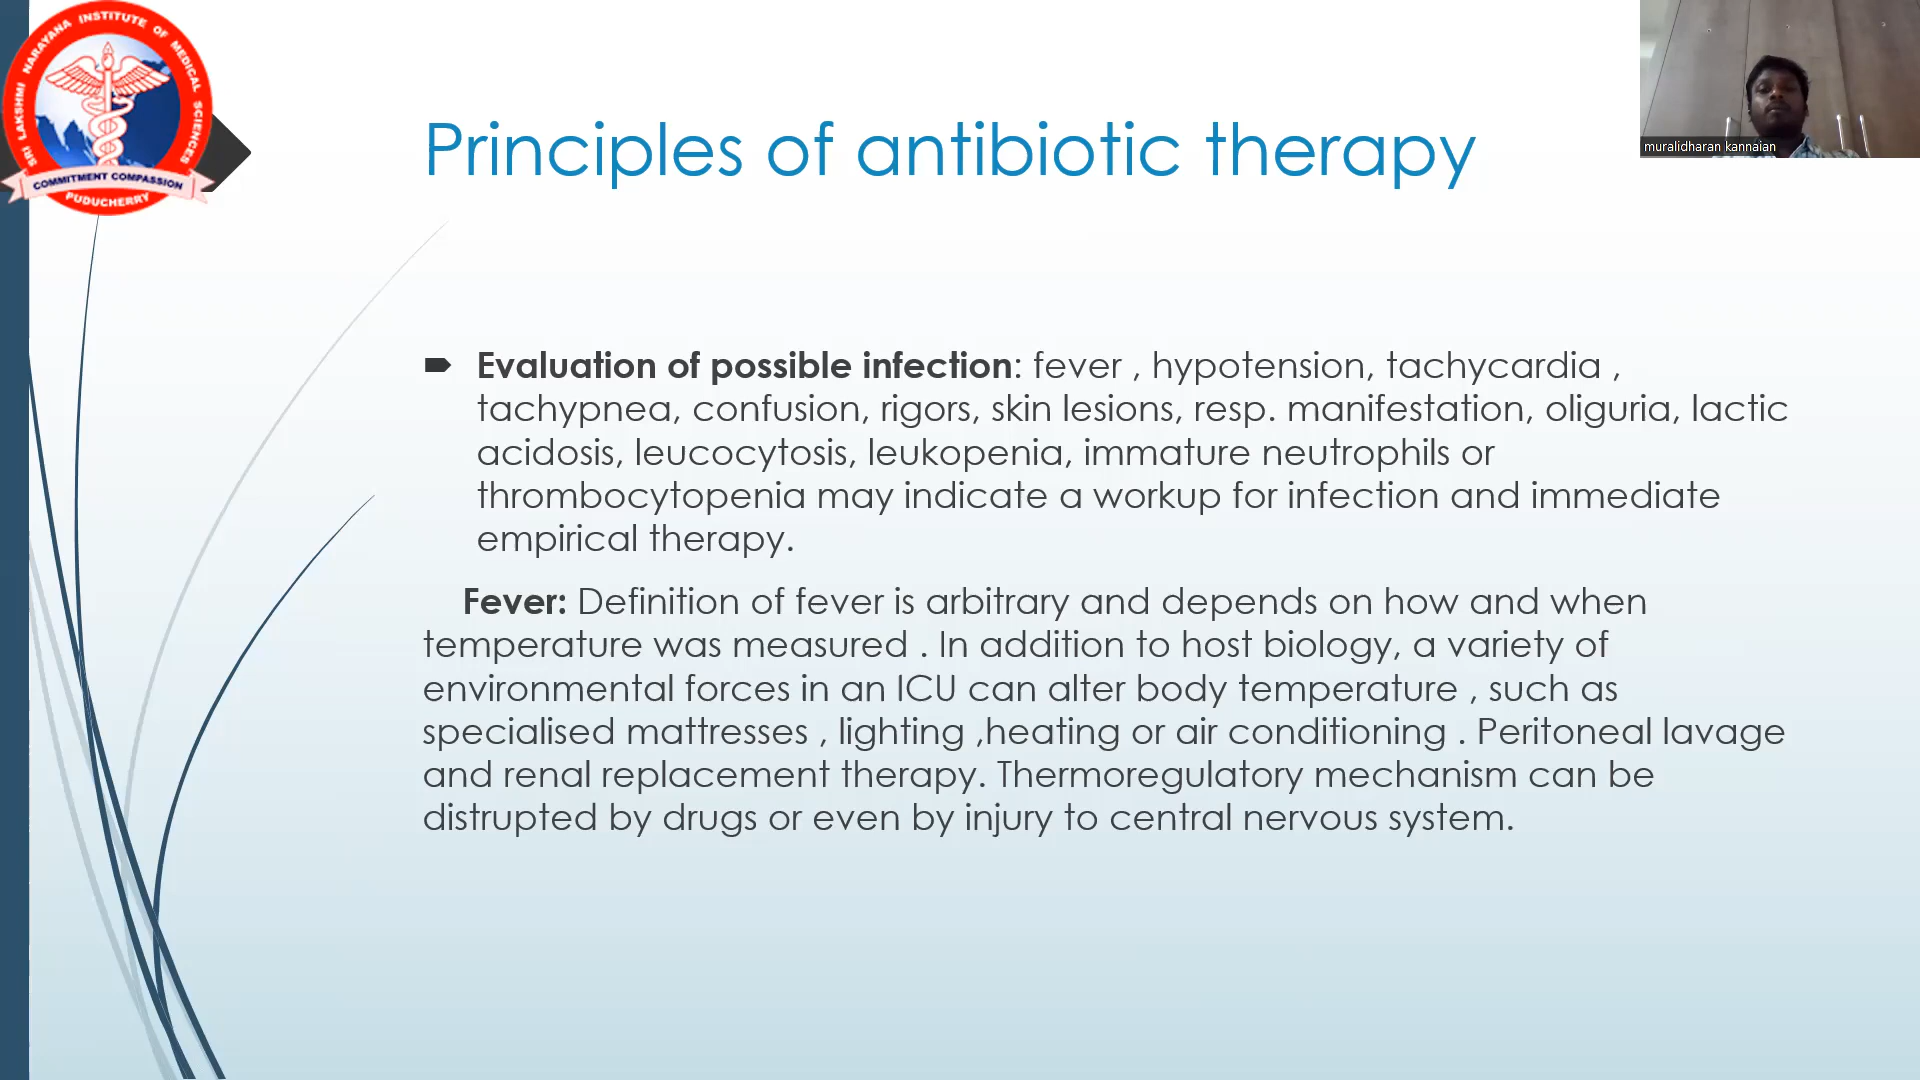 SRI LAKSHMI NARAYANA INSTITUTE OF MEDICAL SCIENCES
COMMITMENT COMPASSION
PUDUCHERRY
muralidharan kannaian
Principles of antibiotic therapy
Evaluation of possible infection: fever , hypotension, tachycardia ,
tachypnea, confusion, rigors, skin lesions, resp. manifestation, oliguria, lactic
acidosis, leucocytosis, leukopenia, immature neutrophils or
thrombocytopenia may indicate a workup for infection and immediate
empirical therapy.
Fever: Definition of fever is arbitrary and depends on how and when
temperature was measured . In addition to host biology, a variety of
environmental forces in an ICU can alter body temperature , such as
specialised mattresses , lighting ,heating or air conditioning . Peritoneal lavage
and renal replacement therapy. Thermoregulatory mechanism can be
distrupted by drugs or even by injury to central nervous system.